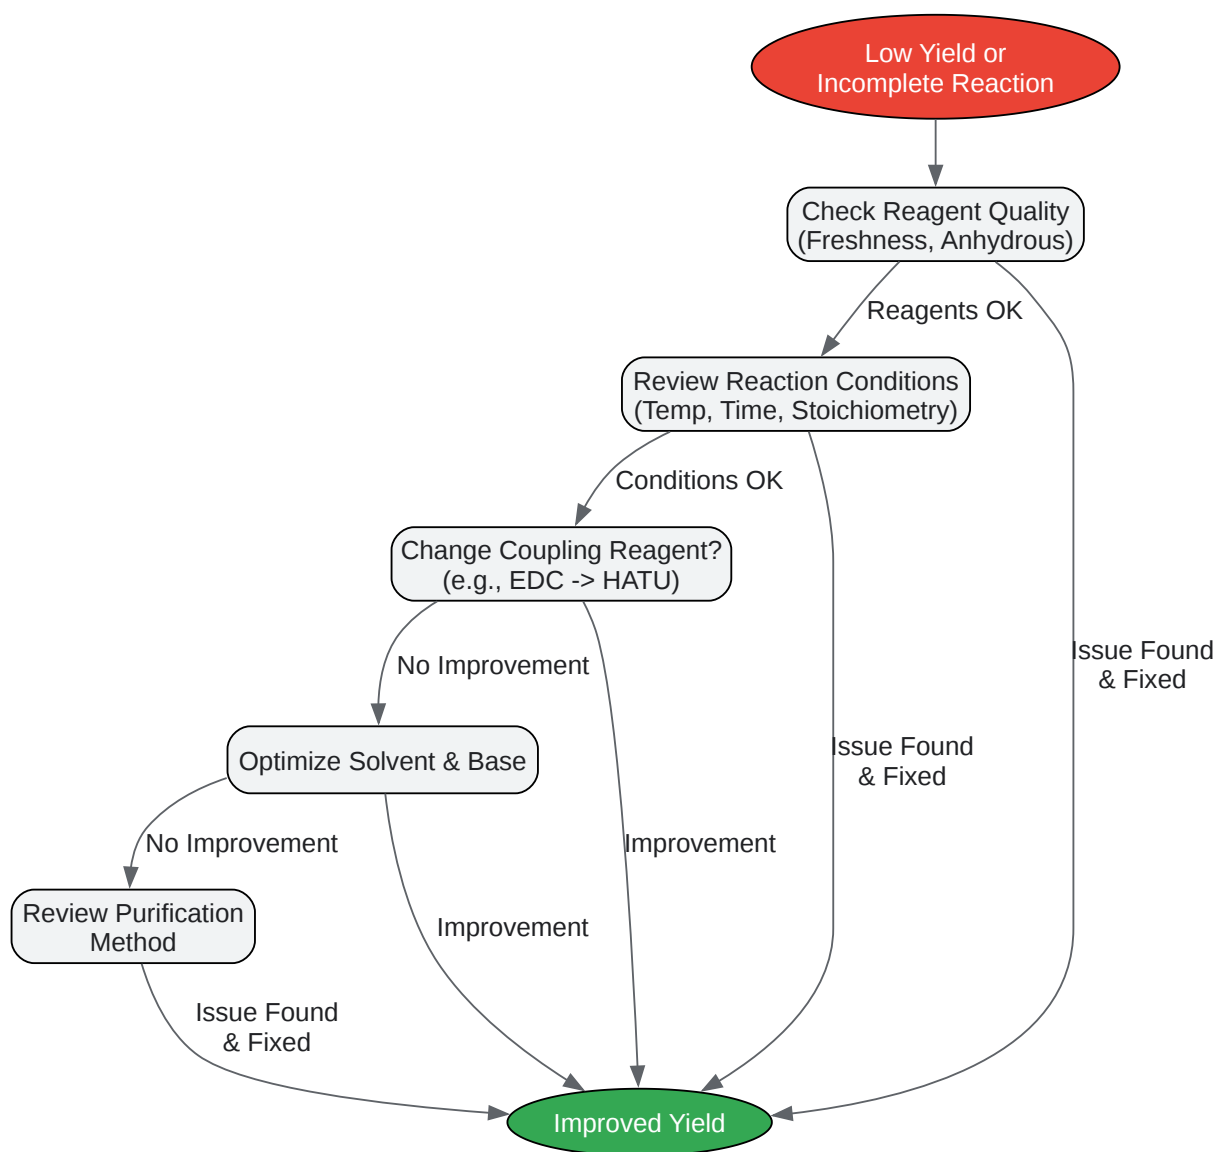 Low Yield or
Incomplete Reaction
Check Reagent Quality
(Freshness, Anhydrous)
Reagents OK
Review Reaction Conditions
(Temp, Time, Stoichiometry)
Conditions OK
Change Coupling Reagent?
(e.g., EDC -> HATU)
No Improvement
Issue Found
& Fixed
Optimize Solvent & Base
Issue Found
& Fixed
No Improvement
Improvement
Review Purification
Method
Improvement
Issue Found
& Fixed
Improved Yield